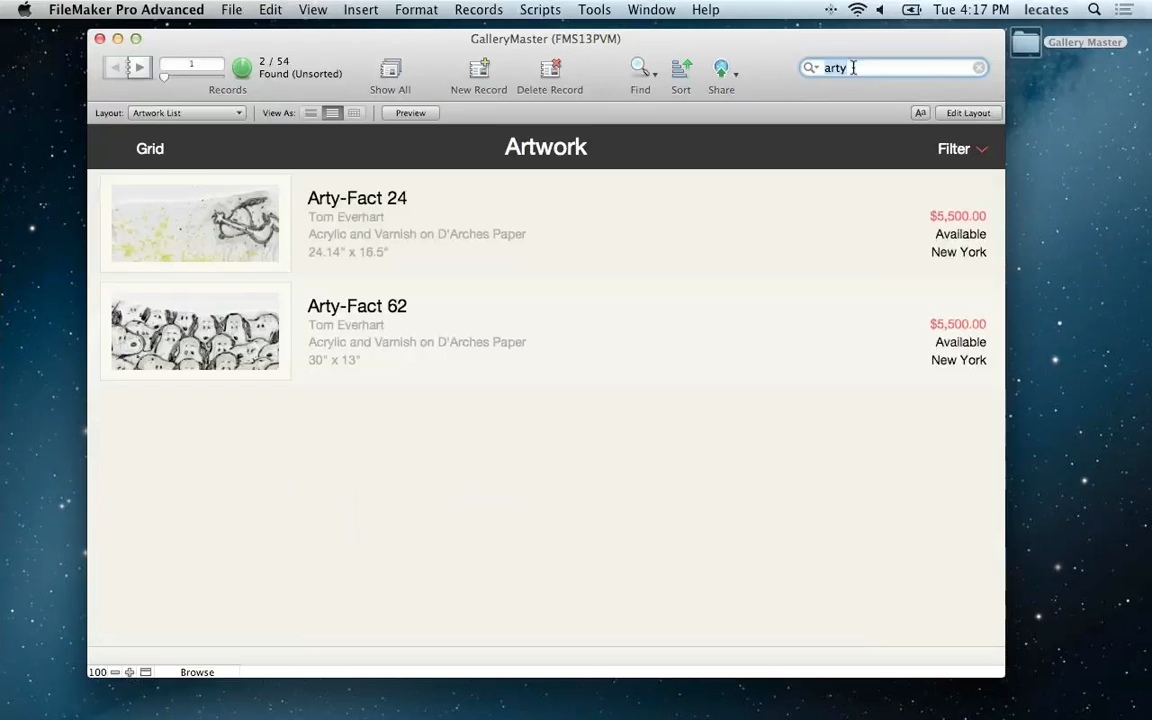 FileMaker Pro Advanced File Edit View Insert Format Records Scripts Tools Window Help Tue 4:17 PM lecates
GalleryMaster (FMS13PVM)
Gallery Master
1
2 / 54
Found (Unsorted)
Records
Show All
New Record
Delete Record
Find
Sort
Share
arty
Layout: Artwork List View As: Preview Aa Edit Layout
Grid Artwork Filter
Arty-Fact 24
Tom Everhart
Acrylic and Varnish on D'Arches Paper
24.14" x 16.5"
$5,500.00
Available
New York
Arty-Fact 62
Tom Everhart
Acrylic and Varnish on D'Arches Paper
30" x 13"
$5,500.00
Available
New York
100 Browse